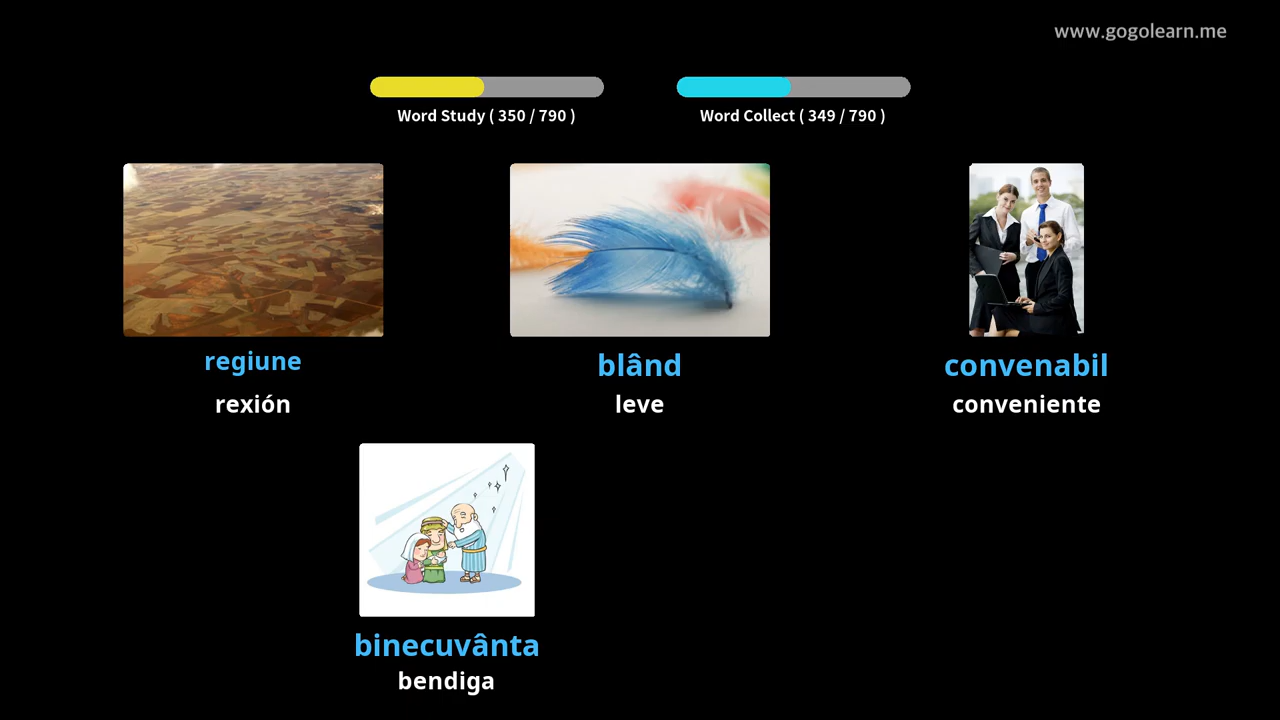 www.gogolearn.me
Word Study ( 350 / 790 )
Word Collect ( 349 / 790 )
regiune
rexión
blând
leve
convenabil
conveniente
binecuvânta
bendiga